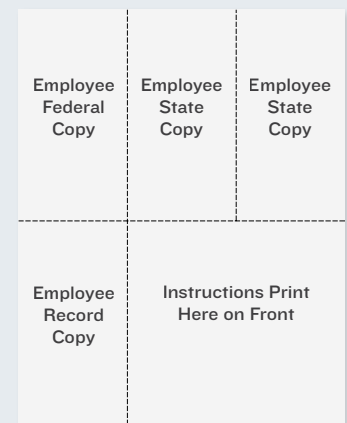 Employee
Federal
Copy
Employee
State
Copy
Employee
State
Copy
Employee
Record
Copy
Instructions Print
Here on Front